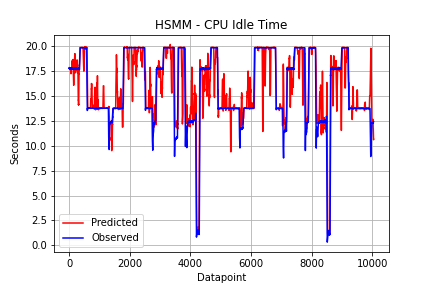 HSMM - CPU Idle Time
20.0
17.5
15.0
12.5
10.0
7.5
5.0
2.5
0.0
Seconds
Predicted
Observed
0 2000 4000 6000 8000 10000
Datapoint